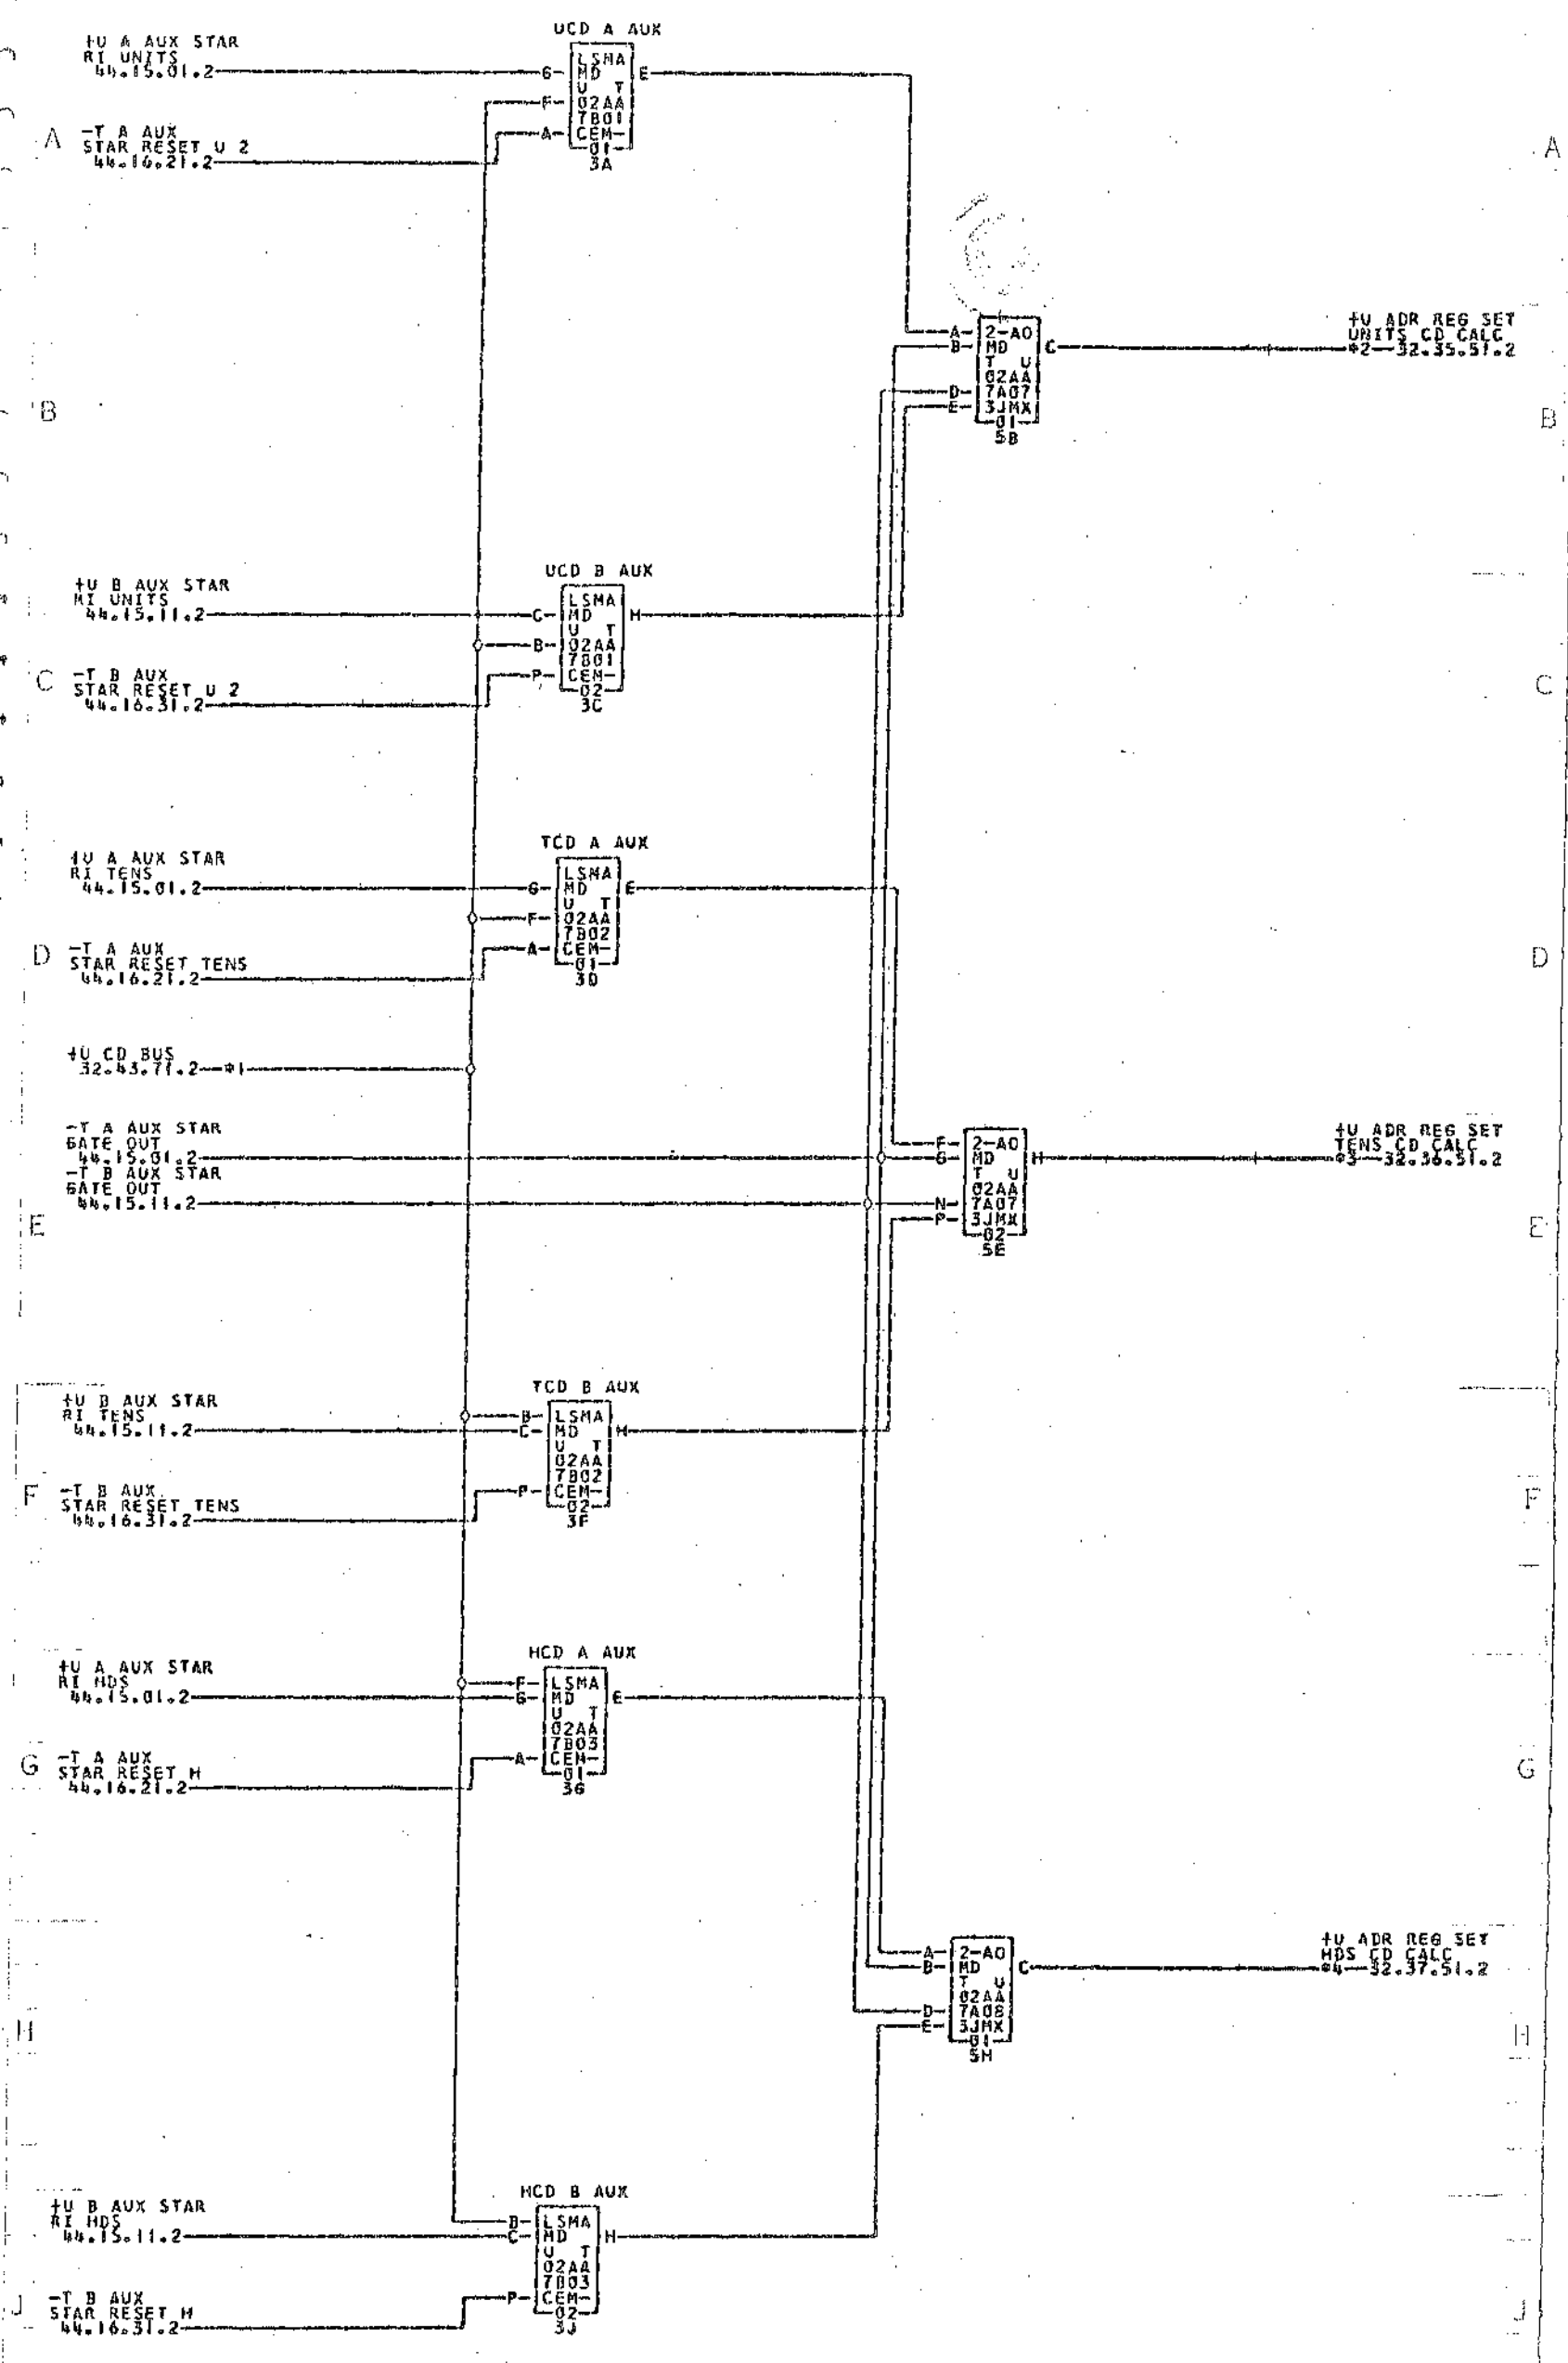 UCD A AUX
+U A AUX STAR
RI UNITS
44.15.01.2
G
F
A
LSMA
MD
U T
02AA
7B01
CEM-
01
3A
E
A
-T A AUX
STAR RESET U 2
44.16.21.2
A
A
B
D
E
2-AO
MD
T U
02AA
7A07
3JMX
01
5B
C
+U ADR REG SET
UNITS CD CALC
*2-32.35.51.2
B
B
UCD B AUX
+U B AUX STAR
RI UNITS
44.15.11.2
C
B
P
LSMA
MD
U T
02AA
7B01
CEM-
02
3C
H
C
-T B AUX
STAR RESET U 2
44.16.31.2
C
TCD A AUX
+U A AUX STAR
RI TENS
44.15.01.2
G
F
A
LSMA
MD
U T
02AA
7B02
CEM-
01
3D
E
D
-T A AUX
STAR RESET TENS
44.16.21.2
D
+U CD BUS
32.43.71.2-*1
-T A AUX STAR
GATE OUT
44.15.01.2
-T B AUX STAR
GATE OUT
44.15.11.2
F
G
N
P
2-AO
MD
T U
02AA
7A07
3JMX
02
5E
H
+U ADR REG SET
TENS CD CALC
*3-32.36.51.2
E
E
TCD B AUX
+U B AUX STAR
RI TENS
44.15.11.2
B
C
P
LSMA
MD
U T
02AA
7B02
CEM-
02
3F
H
F
-T B AUX
STAR RESET TENS
44.16.31.2
F
HCD A AUX
+U A AUX STAR
RI HDS
44.15.01.2
F
G
A
LSMA
MD
U T
02AA
7B03
CEM-
01
3G
E
G
-T A AUX
STAR RESET H
44.16.21.2
G
A
B
D
E
2-AO
MD
T U
02AA
7A08
3JMX
01
5H
C
+U ADR REG SET
HDS CD CALC
*4-32.37.51.2
H
H
HCD B AUX
+U B AUX STAR
RI HDS
44.15.11.2
B
C
P
LSMA
MD
U T
02AA
7B03
CEM-
02
3J
H
J
-T B AUX
STAR RESET H
44.16.31.2
J